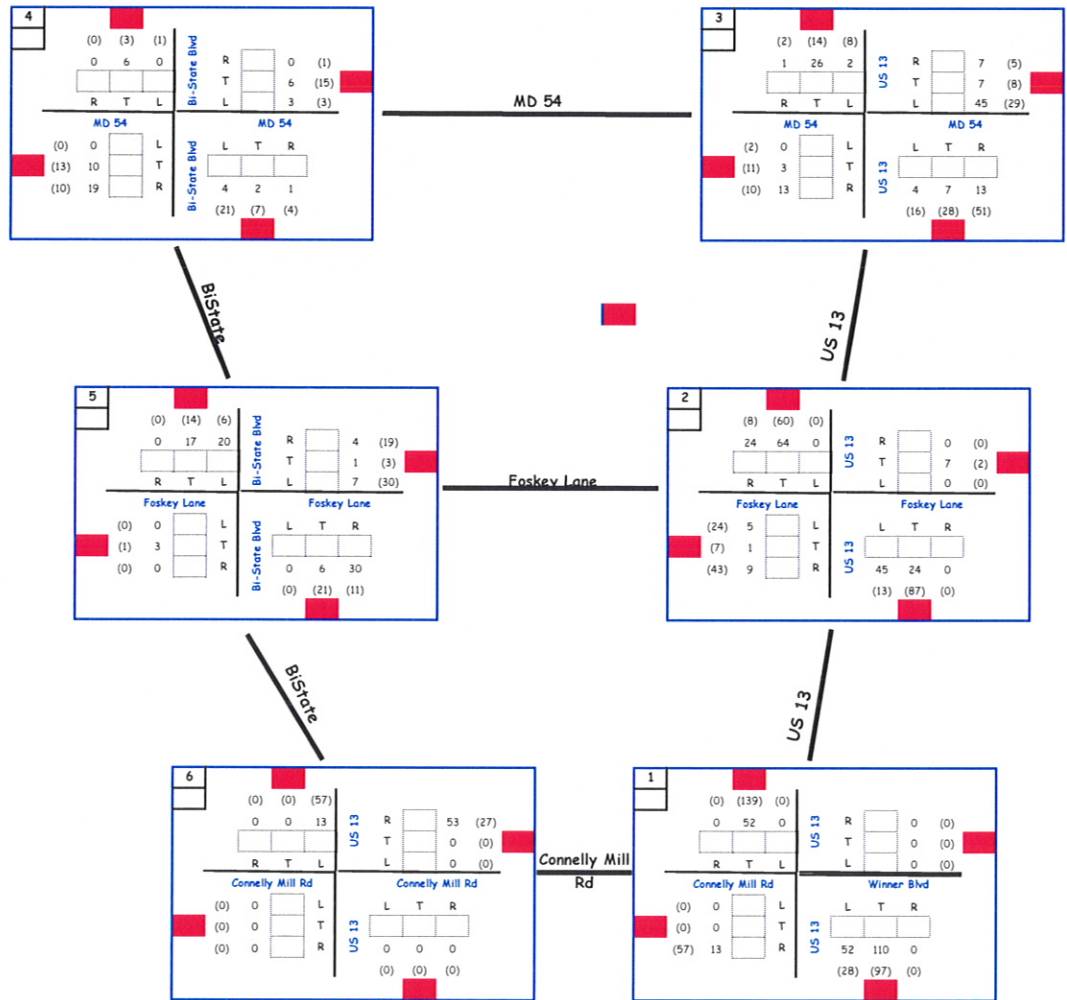 4
(0) (3) (1)
0 6 0
R T L
Bi-State Blvd
R 0 (1)
T 6 (15)
L 3 (3)
MD 54
(0) 0 L
(13) 10 T
(10) 19 R
Bi-State Blvd
MD 54
L T R
4 2 1
(21) (7) (4)
MD 54
3
(2) (14) (8)
1 26 2
R T L
US 13
R 7 (5)
T 7 (8)
L 45 (29)
MD 54
(2) 0 L
(11) 3 T
(10) 13 R
US 13
MD 54
L T R
4 7 13
(16) (28) (51)
BiState
US 13
5
(0) (14) (6)
0 17 20
R T L
Bi-State Blvd
R 4 (19)
T 1 (3)
L 7 (30)
Foskey Lane
(0) 0 L
(1) 3 T
(0) 0 R
Bi-State Blvd
Foskey Lane
L T R
0 6 30
(0) (21) (11)
Foskey Lane
2
(8) (60) (0)
24 64 0
R T L
US 13
R 0 (0)
T 7 (2)
L 0 (0)
Foskey Lane
(24) 5 L
(7) 1 T
(43) 9 R
US 13
Foskey Lane
L T R
45 24 0
(13) (87) (0)
BiState
US 13
6
(0) (0) (57)
0 0 13
R T L
US 13
R 53 (27)
T 0 (0)
L 0 (0)
Connelly Mill Rd
(0) 0 L
(0) 0 T
(0) 0 R
US 13
Connelly Mill Rd
L T R
0 0 0
(0) (0) (0)
Connelly Mill
Rd
1
(0) (139) (0)
0 52 0
R T L
US 13
R 0 (0)
T 0 (0)
L 0 (0)
Connelly Mill Rd
(0) 0 L
(0) 0 T
(57) 13 R
US 13
Winner Blvd
L T R
52 110 0
(28) (97) (0)